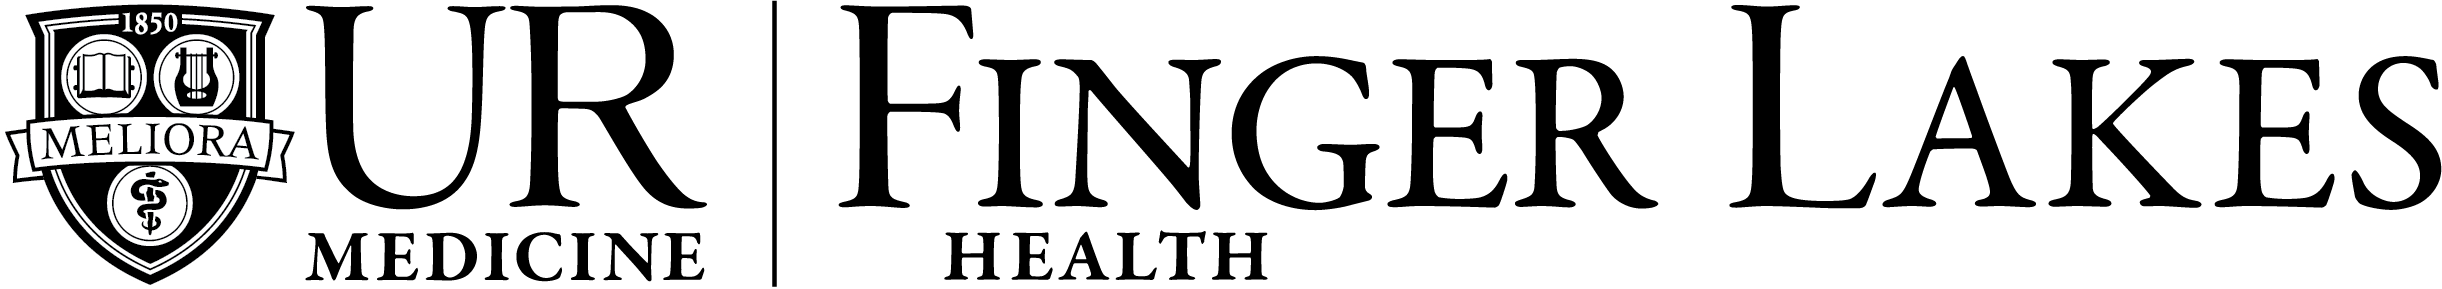 1850
MELIORA
UR
MEDICINE
FINGER LAKES
HEALTH